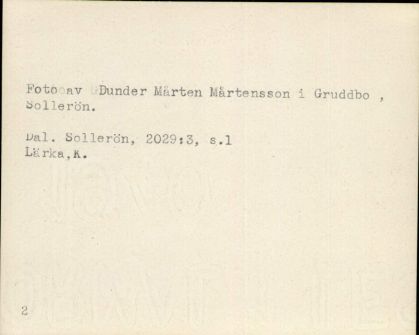 Foto av Dunder Mårten Mårtensson i Gruddbo ,
Sollerön.
Dal. Sollerön, 2029:3, s.1
Lärka,K.
2